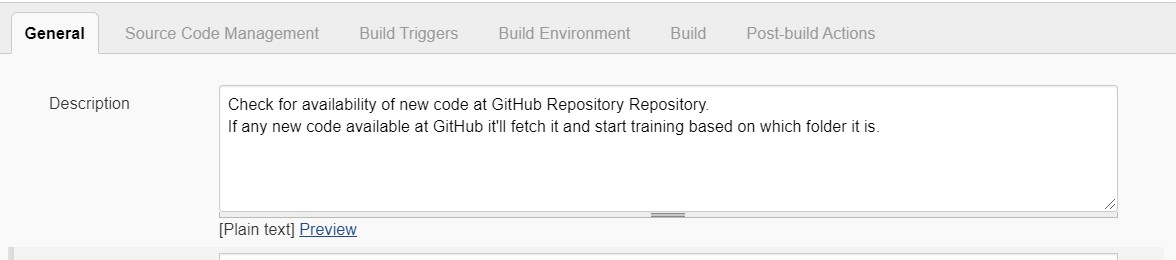 General Source Code Management Build Triggers Build Environment Build Post-build Actions
Description
Check for availability of new code at GitHub Repository Repository.
If any new code available at GitHub it'll fetch it and start training based on which folder it is.
[Plain text] Preview